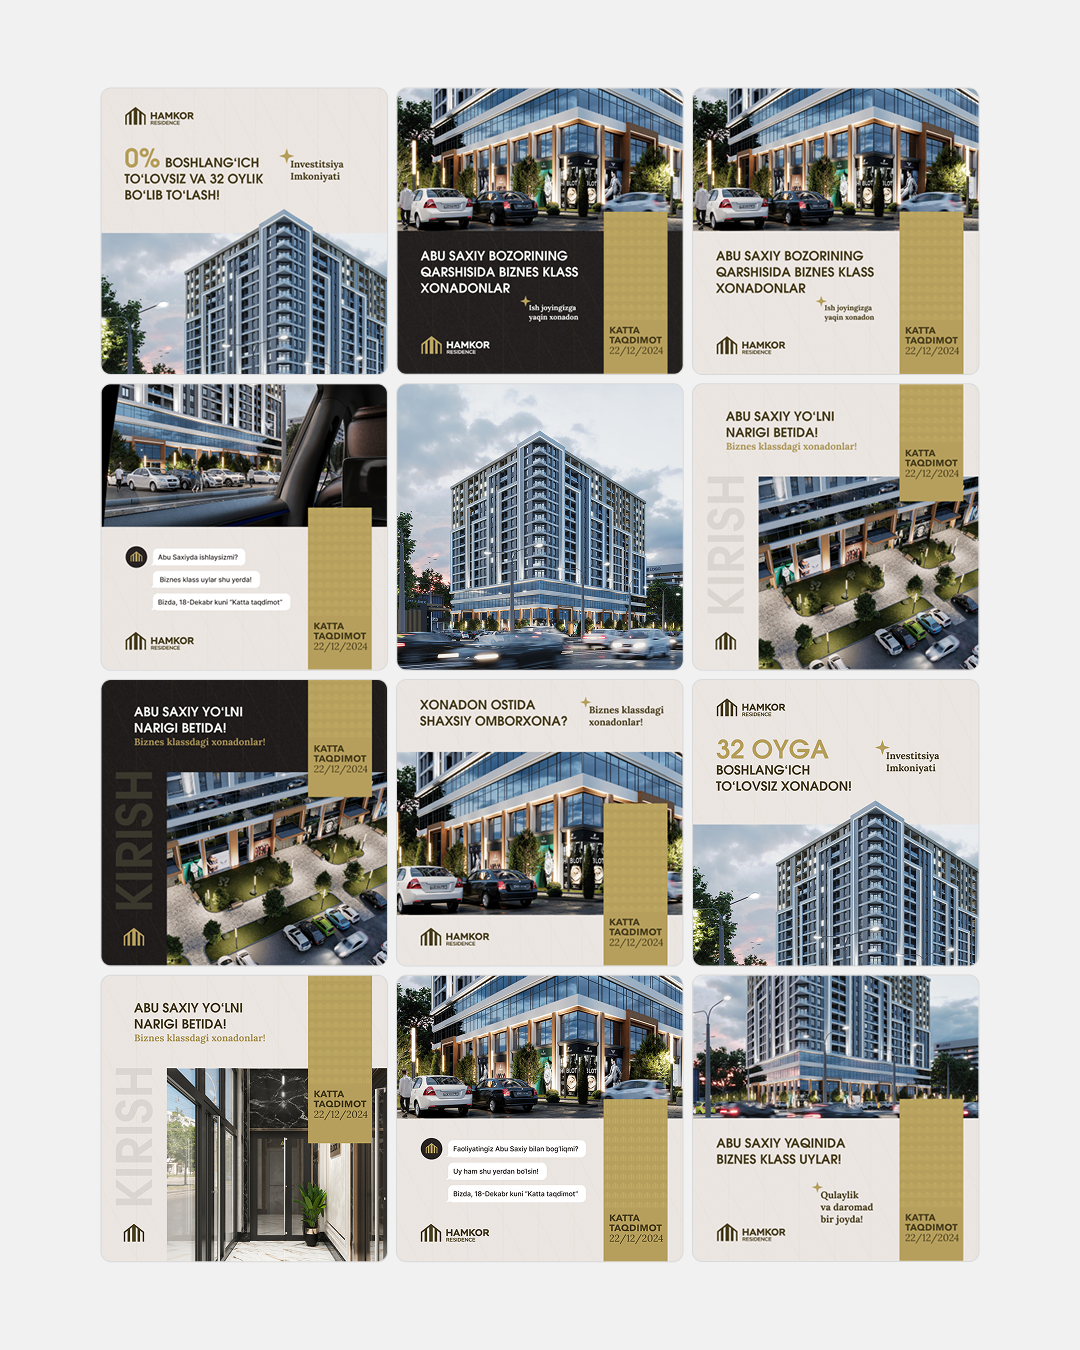 HAMKOR
RESIDENCE
0% BOSHLANG‘ICH
TO‘LOVSIZ VA 32 OYLIK
BO‘LIB TO‘LASH!
Investitsiya
Imkoniyati
ABU SAXIY BOZORINING
QARSHISIDA BIZNES KLASS
XONADONLAR
Ish joyingizga
yaqin xonadon
HAMKOR
RESIDENCE
KATTA
TAQDIMOT
22/12/2024
ABU SAXIY BOZORINING
QARSHISIDA BIZNES KLASS
XONADONLAR
Ish joyingizga
yaqin xonadon
HAMKOR
RESIDENCE
KATTA
TAQDIMOT
22/12/2024
Abu Saxiyda ishlaysizmi?
Biznes klass uylar shu yerda!
Bizda, 18-Dekabr kuni “Katta taqdimot”
HAMKOR
RESIDENCE
KATTA
TAQDIMOT
22/12/2024
ABU SAXIY YO‘LNI
NARIGI BETIDA!
Biznes klassdagi xonadonlar!
KATTA
TAQDIMOT
22/12/2024
KIRISH
ABU SAXIY YO‘LNI
NARIGI BETIDA!
Biznes klassdagi xonadonlar!
KATTA
TAQDIMOT
22/12/2024
KIRISH
XONADON OSTIDA
SHAXSIY OMBORXONA?
Biznes klassdagi
xonadonlar!
HAMKOR
RESIDENCE
KATTA
TAQDIMOT
22/12/2024
HAMKOR
RESIDENCE
32 OYGA
BOSHLANG‘ICH
TO‘LOVSIZ XONADON!
Investitsiya
Imkoniyati
ABU SAXIY YO‘LNI
NARIGI BETIDA!
Biznes klassdagi xonadonlar!
KATTA
TAQDIMOT
22/12/2024
KIRISH
Faoliyatingiz Abu Saxiy bilan bog‘liqmi?
Uy ham shu yerdan bo‘lsin!
Bizda, 18-Dekabr kuni “Katta taqdimot”
HAMKOR
RESIDENCE
KATTA
TAQDIMOT
22/12/2024
ABU SAXIY YAQINIDA
BIZNES KLASS UYLAR!
Qulaylik
va daromad
bir joyda!
HAMKOR
RESIDENCE
KATTA
TAQDIMOT
22/12/2024